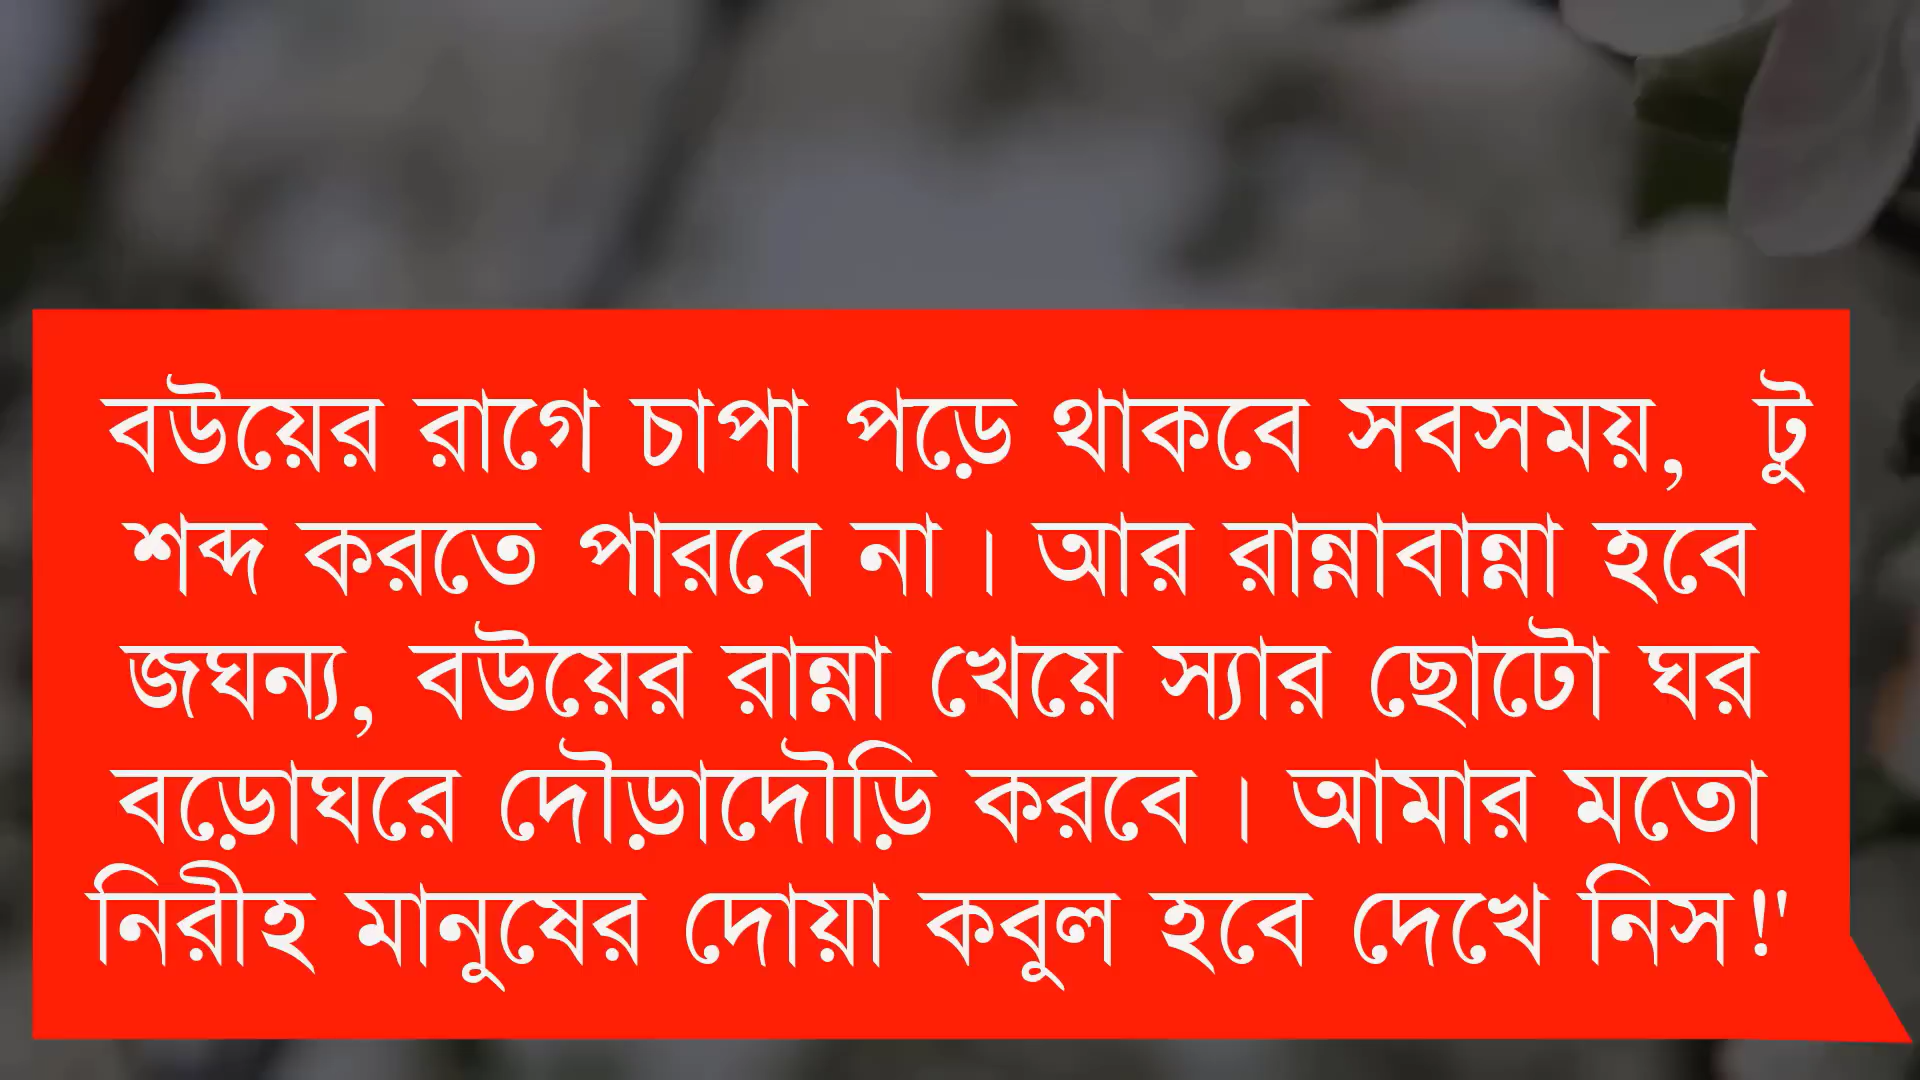 বউয়ের রাগে চাপা পড়ে থাকবে সবসময়, টু
শব্দ করতে পারবে না। আর রান্নাবান্না হবে
জঘন্য, বউয়ের রান্না খেয়ে স্যার ছোটো ঘর
বড়োঘরে দৌড়াদৌড়ি করবে। আমার মতো
নিরীহ মানুষের দোয়া কবুল হবে দেখে নিস!'